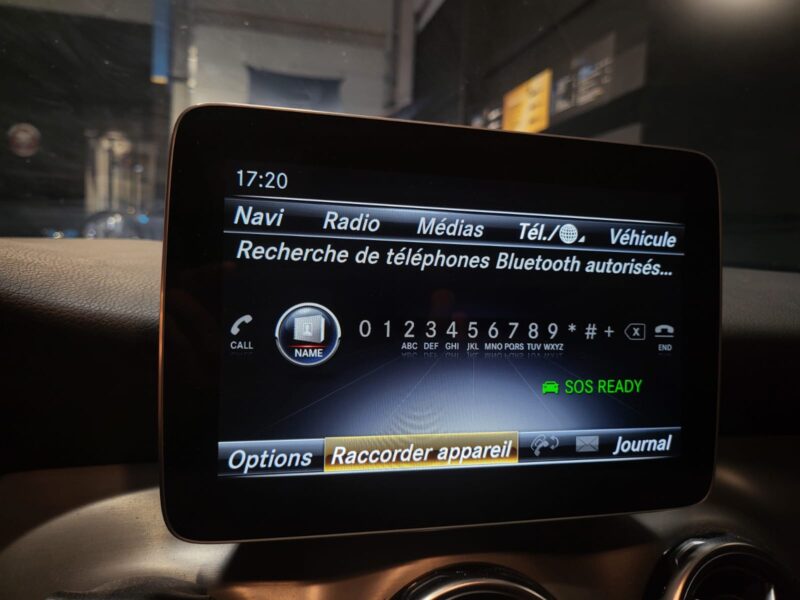 17:20
Navi Radio Médias Tél./ Véhicule
Recherche de téléphones Bluetooth autorisés...
CALL NAME 0 1 2 3 4 5 6 7 8 9 * # + X END
ABC DEF GHI JKL MNO PQRS TUV WXYZ
SOS READY
Options Raccorder appareil Journal